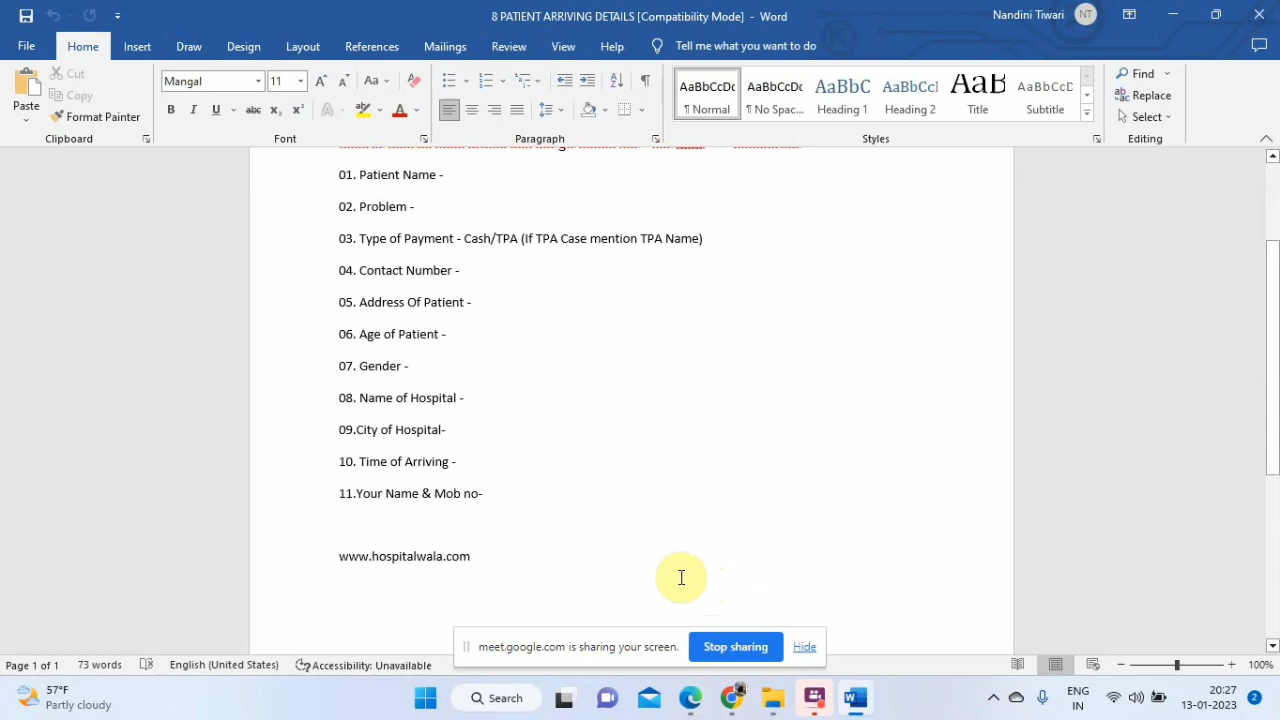 8 PATIENT ARRIVING DETAILS [Compatibility Mode] - Word
Nandini Tiwari NT
File Home Insert Draw Design Layout References Mailings Review View Help Tell me what you want to do
Paste
Cut
Copy
Format Painter
Clipboard
Mangal 11
Font
Paragraph
AaBbCcDc AaBbCcDc AaBbC AaBbCcl AaB AaBbCcD
¶ Normal ¶ No Spac... Heading 1 Heading 2 Title Subtitle
Styles
Find
Replace
Select
Editing
01. Patient Name -
02. Problem -
03. Type of Payment - Cash/TPA (If TPA Case mention TPA Name)
04. Contact Number -
05. Address Of Patient -
06. Age of Patient -
07. Gender -
08. Name of Hospital -
09.City of Hospital-
10. Time of Arriving -
11.Your Name & Mob no-
www.hospitalwala.com
meet.google.com is sharing your screen. Stop sharing Hide
Page 1 of 1 73 words English (United States) Accessibility: Unavailable 100%
57°F
Partly cloudy
Search
ENG
IN
20:27
13-01-2023
2